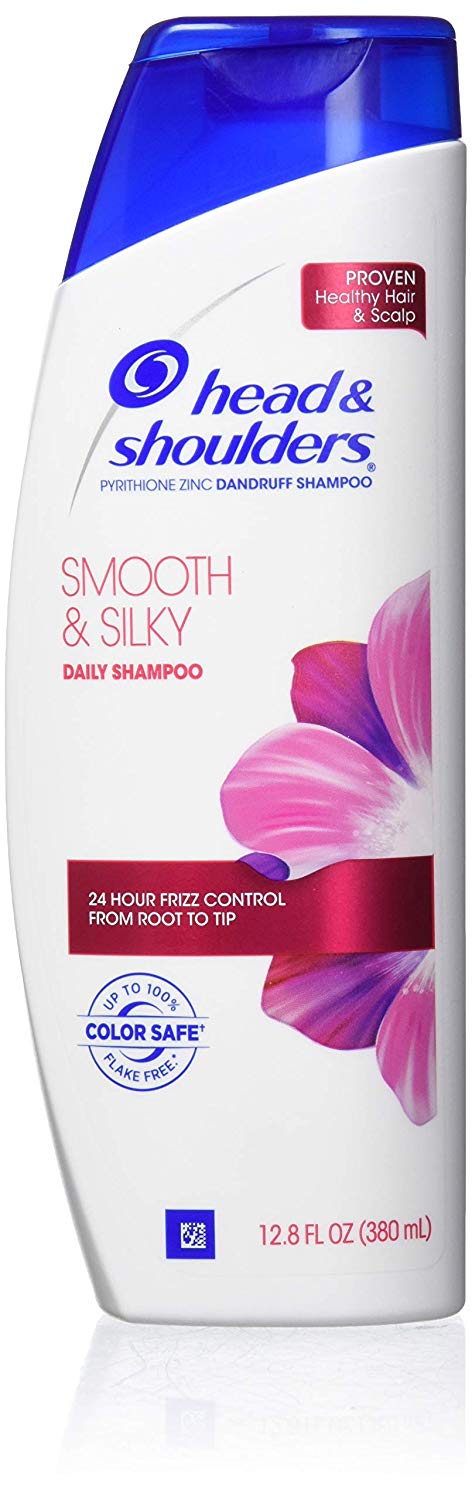 PROVEN
Healthy Hair
& Scalp
head &
shoulders®
PYRITHIONE ZINC DANDRUFF SHAMPOO
SMOOTH
& SILKY
DAILY SHAMPOO
24 HOUR FRIZZ CONTROL
FROM ROOT TO TIP
UP TO 100%
COLOR SAFE†
FLAKE FREE.*
12.8 FL OZ (380 mL)